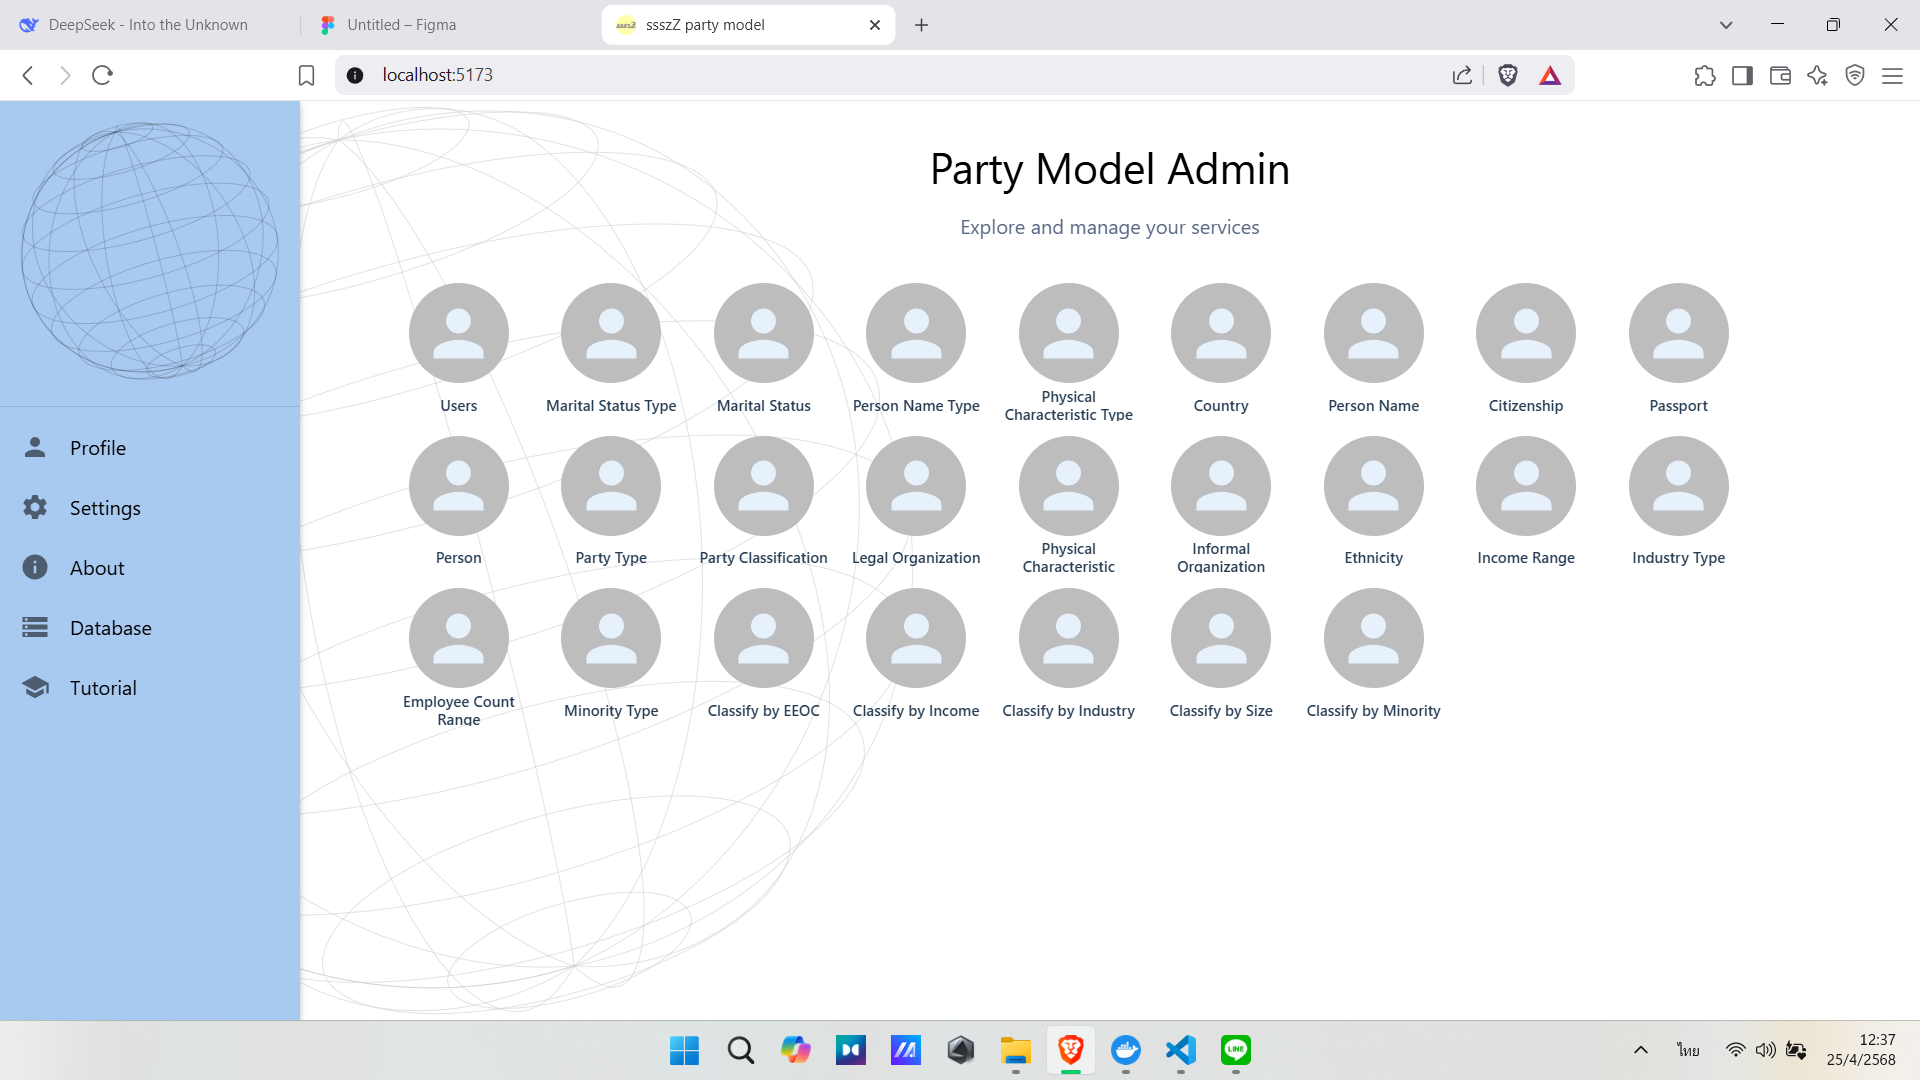 DeepSeek - Into the Unknown
Untitled – Figma
ssszZ
ssszZ party model
localhost:5173
Party Model Admin
Explore and manage your services
Users
Marital Status Type
Marital Status
Person Name Type
Physical
Characteristic Type
Country
Person Name
Citizenship
Passport
Person
Party Type
Party Classification
Legal Organization
Physical
Characteristic
Informal
Organization
Ethnicity
Income Range
Industry Type
Employee Count
Range
Minority Type
Classify by EEOC
Classify by Income
Classify by Industry
Classify by Size
Classify by Minority
Profile
Settings
About
Database
Tutorial
LINE
ไทย
12:37
25/4/2568